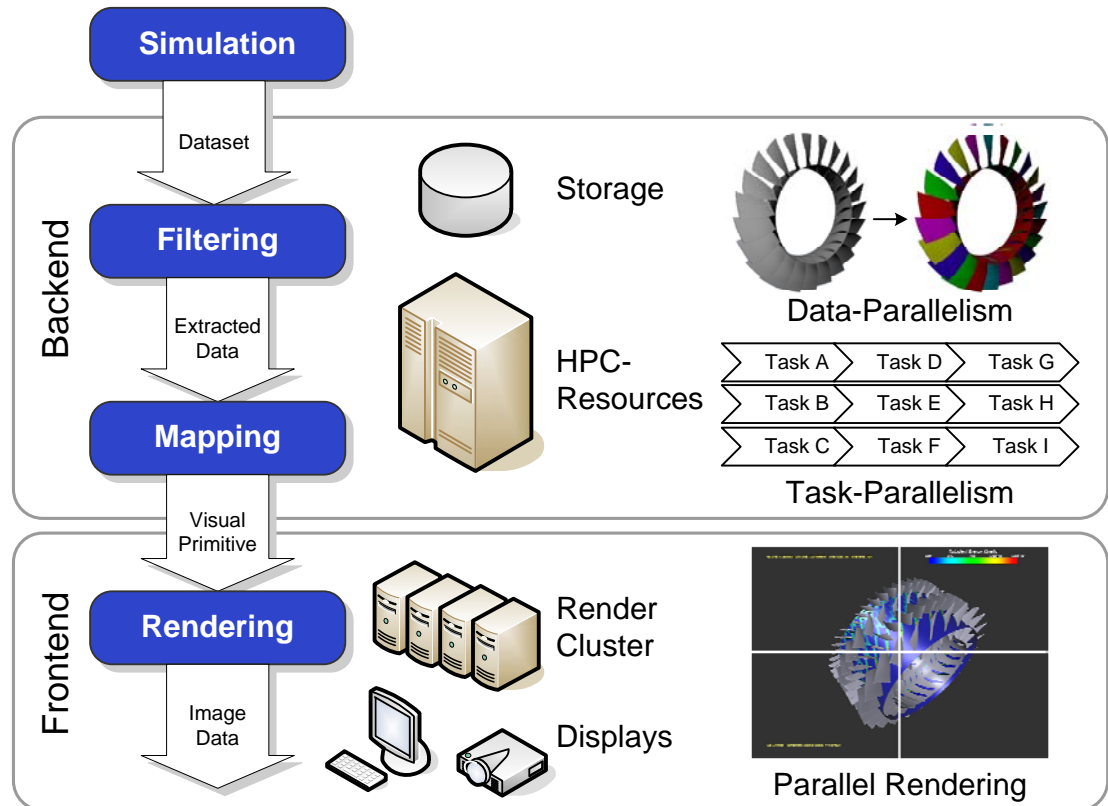 Simulation
Dataset
Backend
Storage
Filtering
Data-Parallelism
Extracted
Data
HPC-
Resources
Task A
Task D
Task G
Task B
Task E
Task H
Task C
Task F
Task I
Mapping
Task-Parallelism
Visual
Primitive
Frontend
Render
Cluster
Rendering
Image
Data
Displays
Parallel Rendering